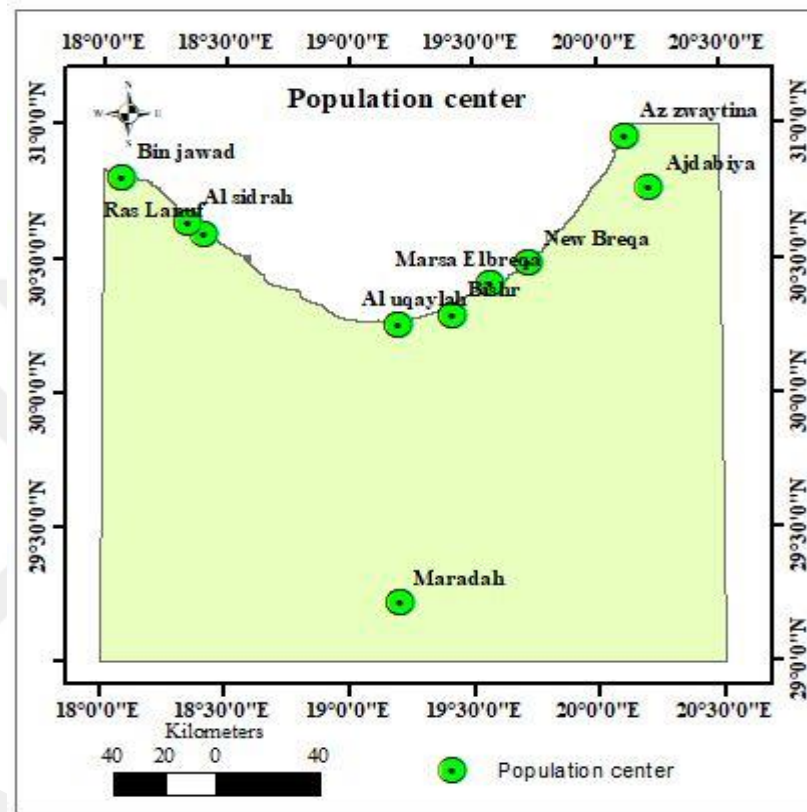 18°0'0"E 18°30'0"E 19°0'0"E 19°30'0"E 20°0'0"E 20°30'0"E
N
W E
S
Population center
31°0'0"N
31°0'0"N
Az zwaytina
Bin jawad
Ajdabiya
Al sidrah
Ras Lanuf
New Breqa
Marsa Elbreqa
30°30'0"N
30°30'0"N
Bishr
Al uqaylah
30°0'0"N
30°0'0"N
29°30'0"N
29°30'0"N
Maradah
29°0'0"N
18°0'0"E 18°30'0"E 19°0'0"E 19°30'0"E 20°0'0"E 20°30'0"E
Kilometers
40 20 0 40
Population center